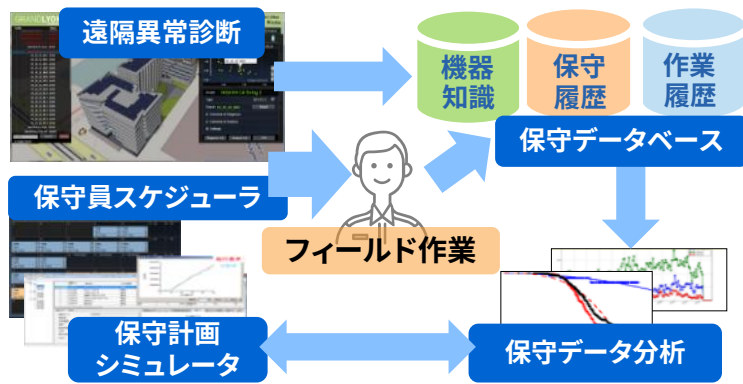 GRANDLYON
遠隔異常診断
機器
知識
保守
履歴
作業
履歴
保守データベース
保守員スケジューラ
フィールド作業
保守計画
シミュレータ
保守データ分析